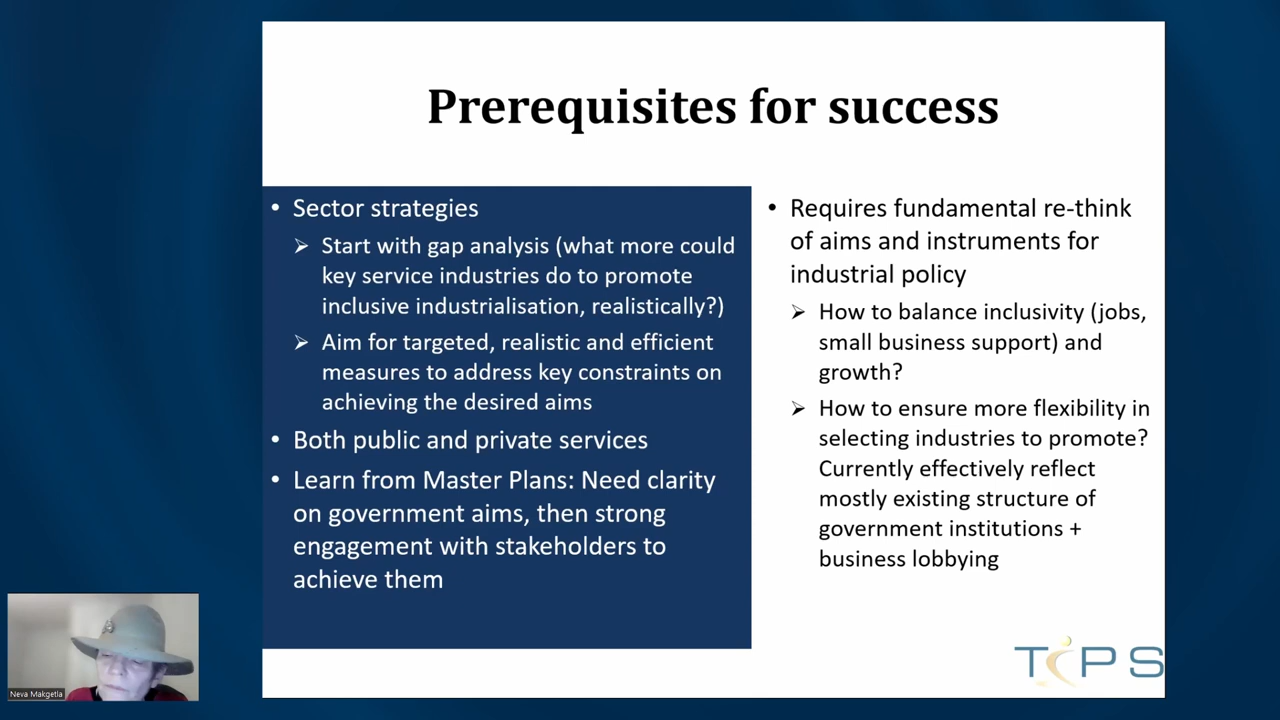 Prerequisites for success
• Sector strategies
➢ Start with gap analysis (what more could
key service industries do to promote
inclusive industrialisation, realistically?)
➢ Aim for targeted, realistic and efficient
measures to address key constraints on
achieving the desired aims
• Both public and private services
• Learn from Master Plans: Need clarity
on government aims, then strong
engagement with stakeholders to
achieve them
• Requires fundamental re-think
of aims and instruments for
industrial policy
➢ How to balance inclusivity (jobs,
small business support) and
growth?
➢ How to ensure more flexibility in
selecting industries to promote?
Currently effectively reflect
mostly existing structure of
government institutions +
business lobbying
TIPS
Neva Makgetla